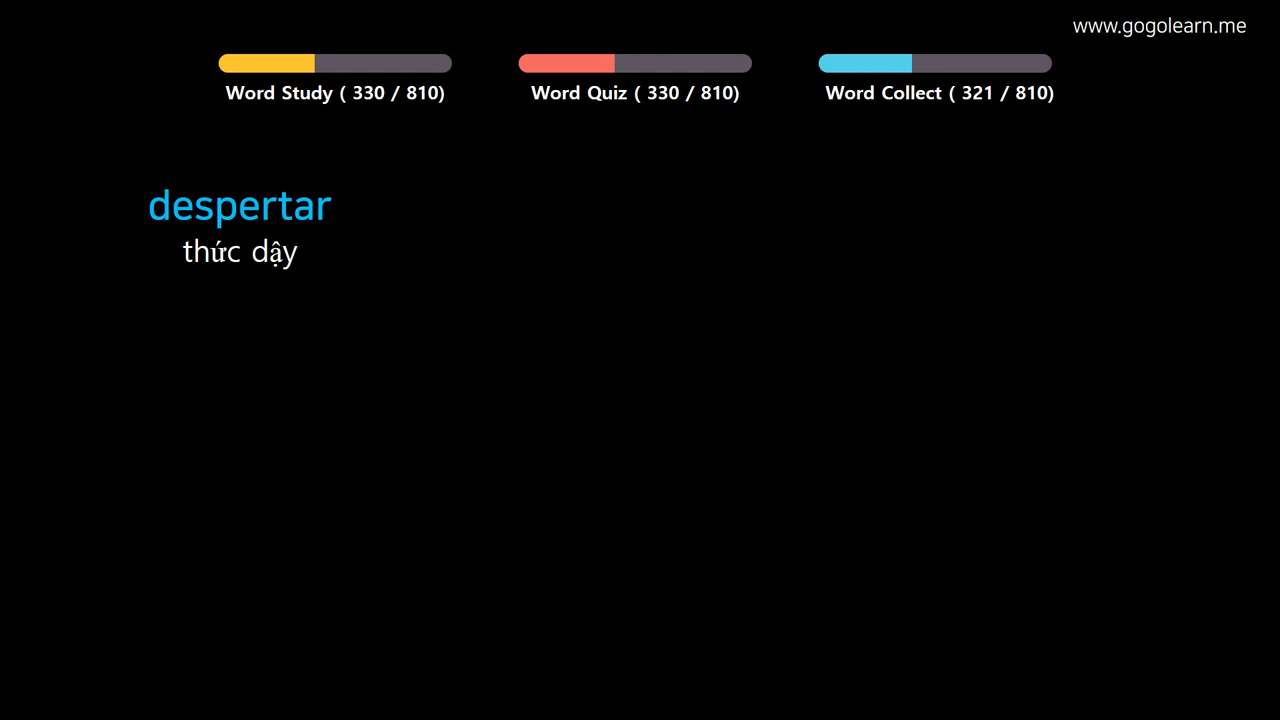 www.gogolearn.me
Word Study ( 330 / 810)
Word Quiz ( 330 / 810)
Word Collect ( 321 / 810)
despertar
thức dậy